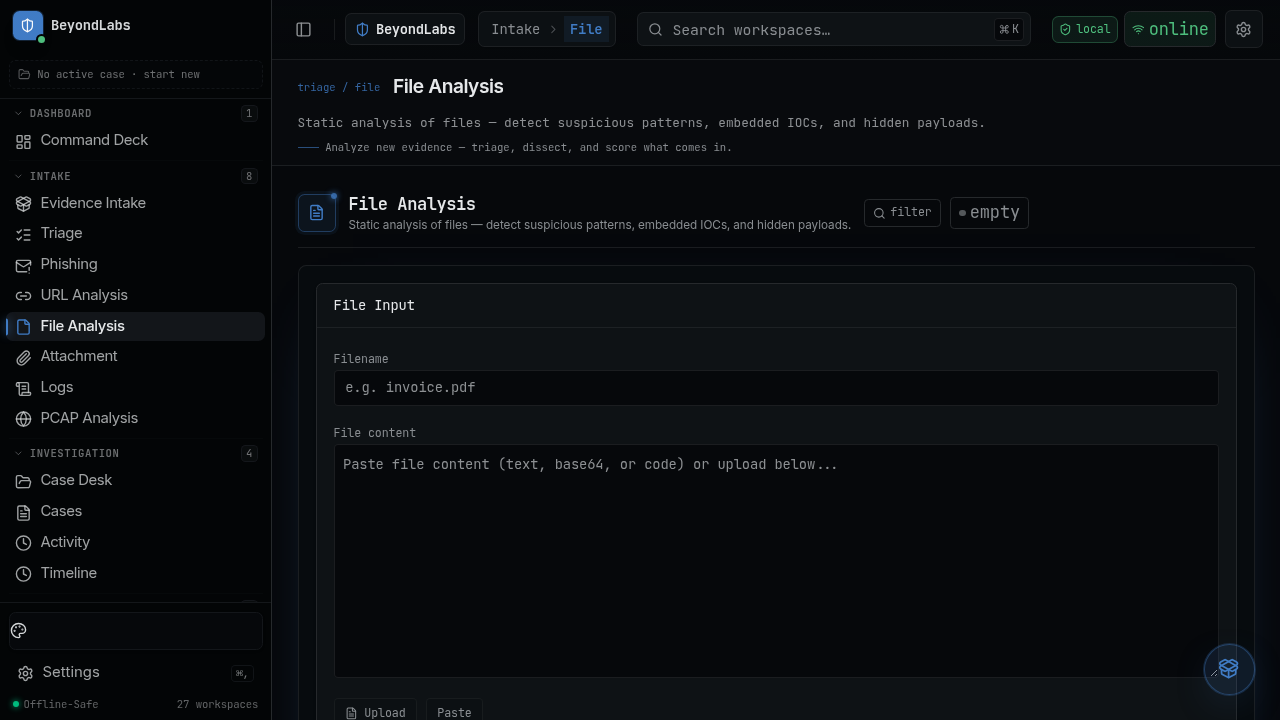 BeyondLabs
No active case · start new
DASHBOARD 1
Command Deck
INTAKE 8
Evidence Intake
Triage
Phishing
URL Analysis
File Analysis
Attachment
Logs
PCAP Analysis
INVESTIGATION 4
Case Desk
Cases
Activity
Timeline
Settings ⌘,
Offline-Safe 27 workspaces
BeyondLabs Intake File Search workspaces… ⌘K local online
triage / file File Analysis
Static analysis of files — detect suspicious patterns, embedded IOCs, and hidden payloads.
Analyze new evidence — triage, dissect, and score what comes in.
File Analysis
Static analysis of files — detect suspicious patterns, embedded IOCs, and hidden payloads.
filter empty
File Input
Filename
e.g. invoice.pdf
File content
Paste file content (text, base64, or code) or upload below...
Upload Paste